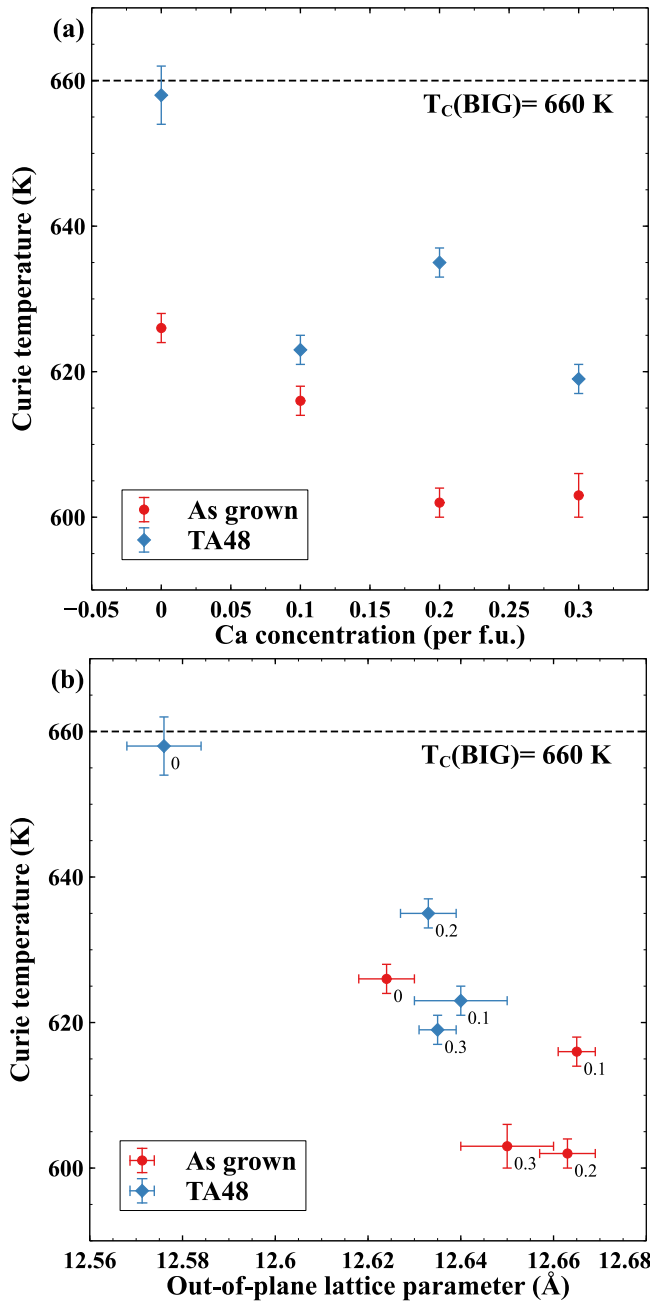 (a)
660
T_C(BIG)= 660 K
640
620
600
Curie temperature (K)
As grown
TA48
−0.05 0 0.05 0.1 0.15 0.2 0.25 0.3
Ca concentration (per f.u.)
(b)
660
T_C(BIG)= 660 K
0
640
0.2
0
0.1
620
0.3
0.1
600
0.3
0.2
Curie temperature (K)
As grown
TA48
12.56 12.58 12.6 12.62 12.64 12.66 12.68
Out-of-plane lattice parameter (Å)